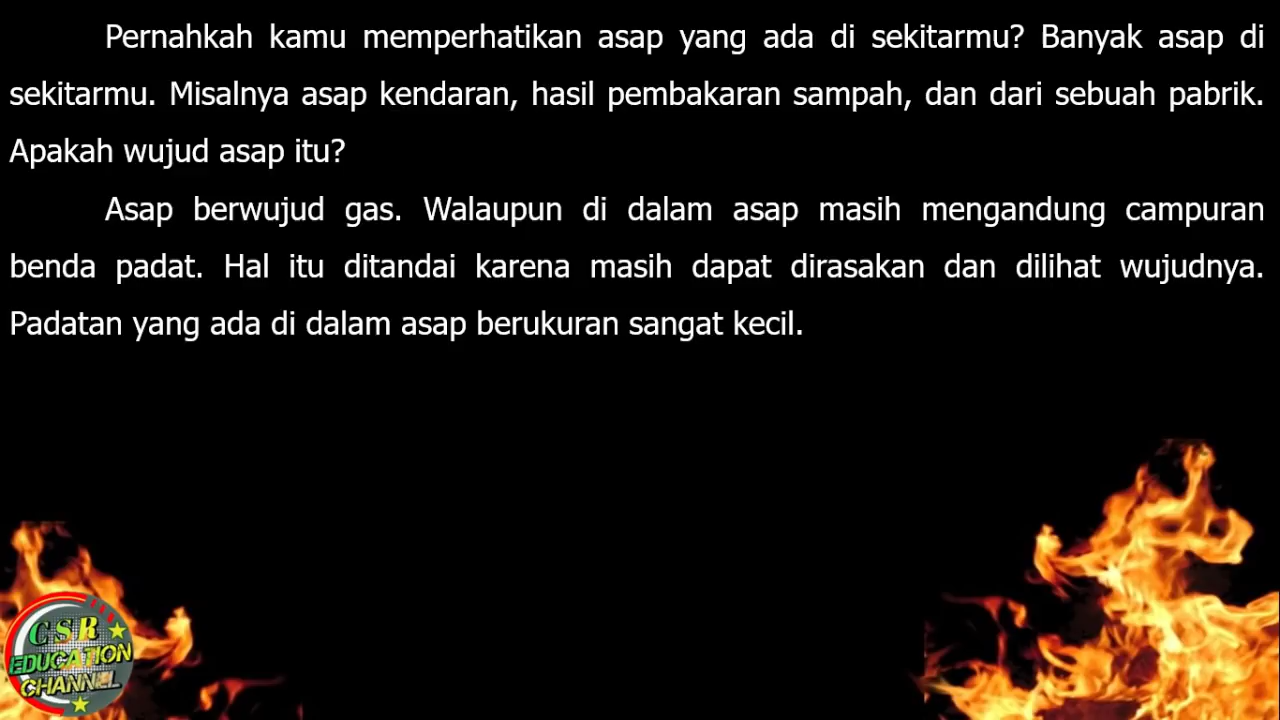 Pernahkah kamu memperhatikan asap yang ada di sekitarmu? Banyak asap di
sekitarmu. Misalnya asap kendaran, hasil pembakaran sampah, dan dari sebuah pabrik.
Apakah wujud asap itu?
Asap berwujud gas. Walaupun di dalam asap masih mengandung campuran
benda padat. Hal itu ditandai karena masih dapat dirasakan dan dilihat wujudnya.
Padatan yang ada di dalam asap berukuran sangat kecil.
CSR
EDUCATION
CHANNEL